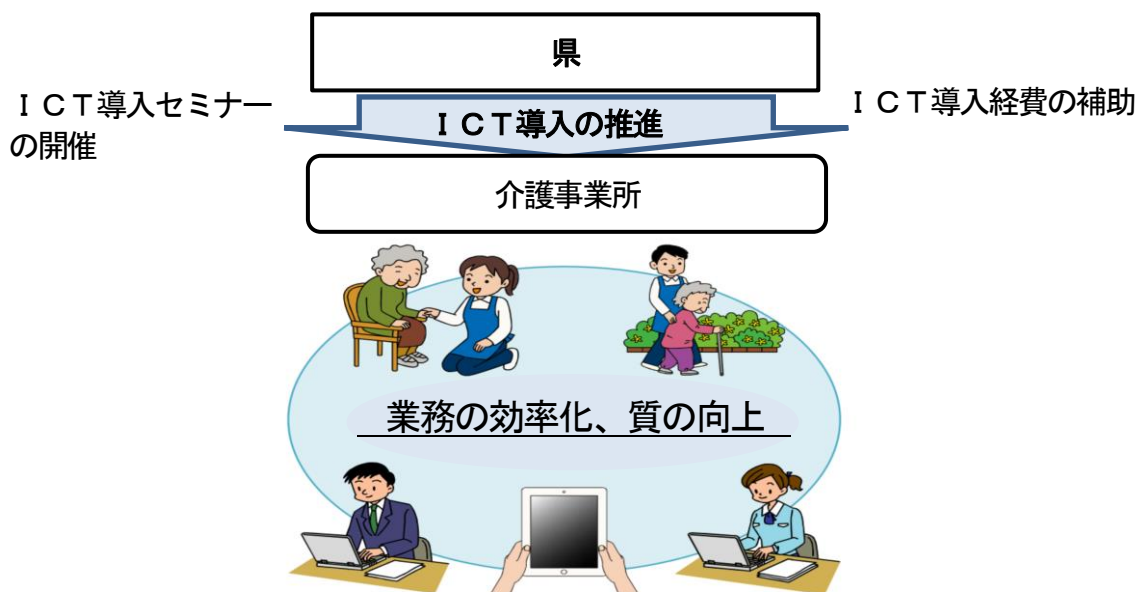 県
ＩＣＴ導入セミナー
の開催
ＩＣＴ導入の推進
ＩＣＴ導入経費の補助
介護事業所
業務の効率化、質の向上